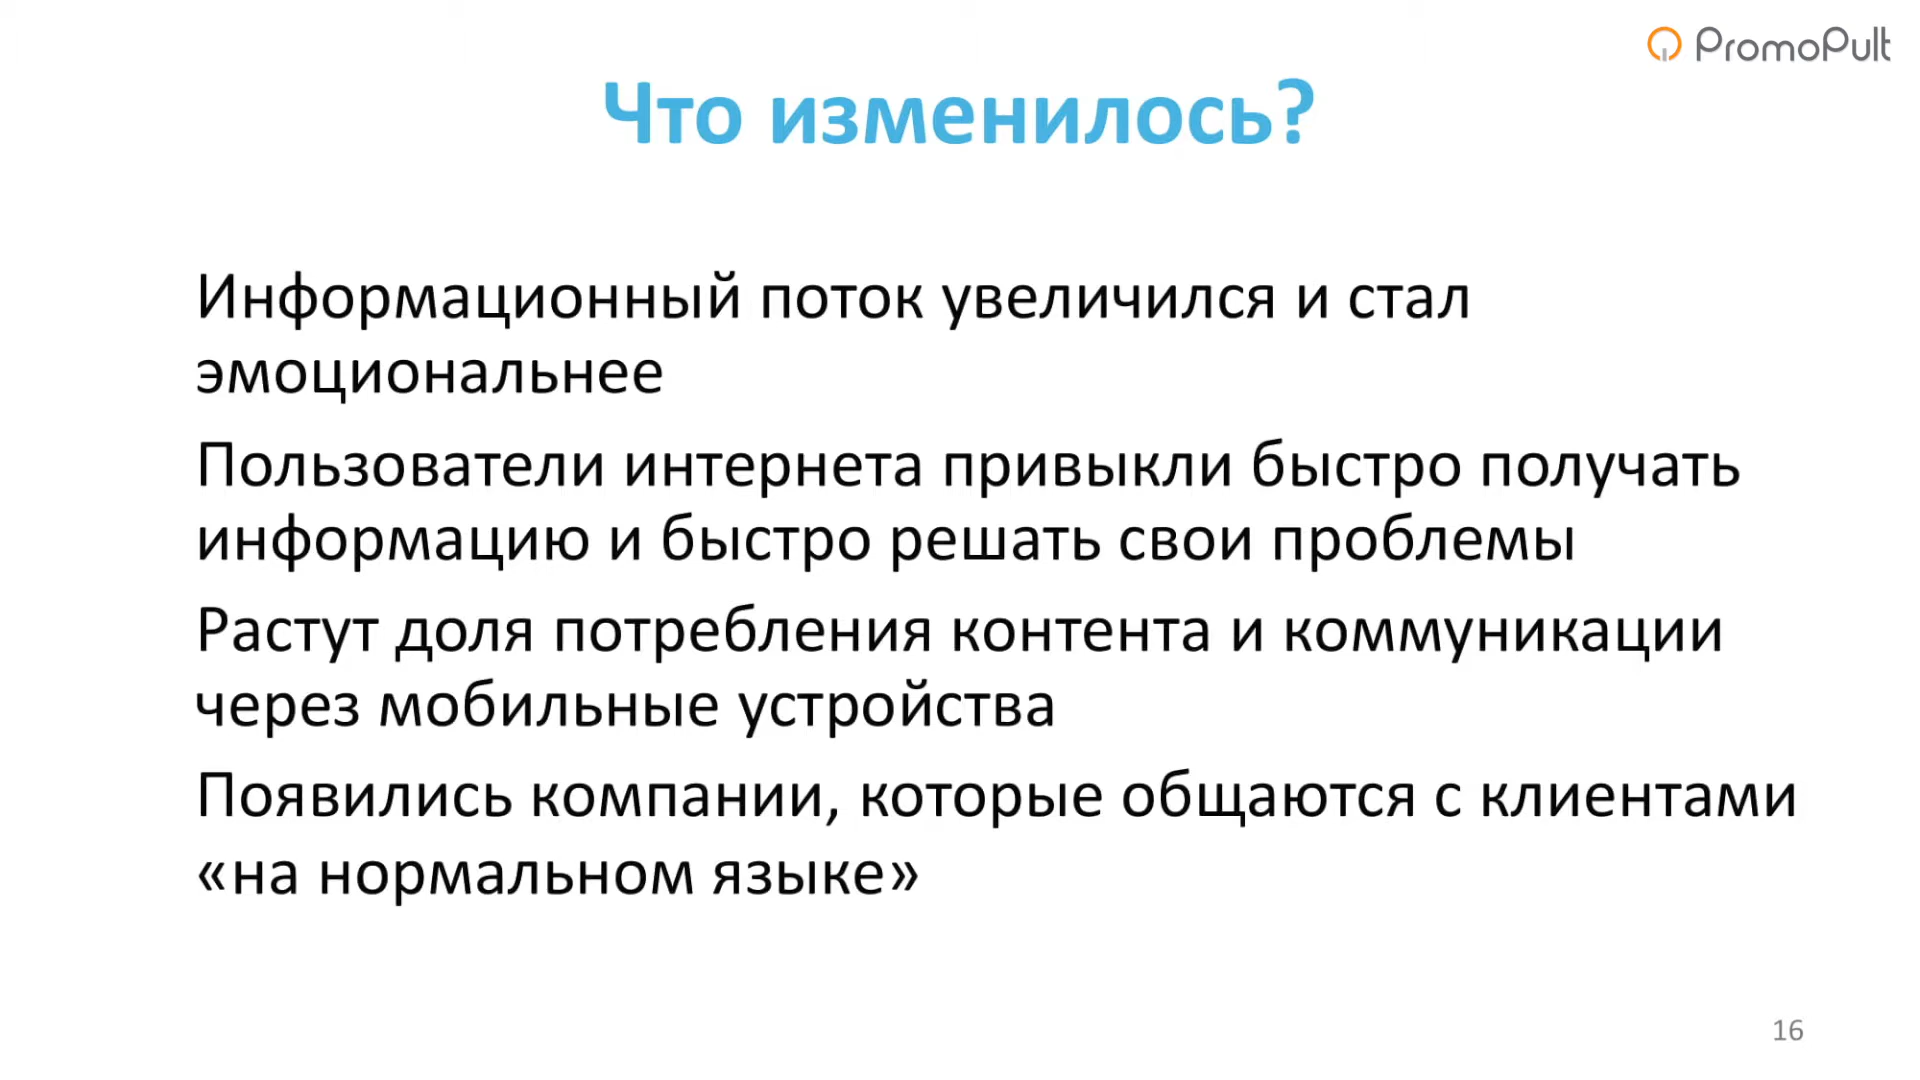 PromoPult
Что изменилось?
Информационный поток увеличился и стал
эмоциональнее
Пользователи интернета привыкли быстро получать
информацию и быстро решать свои проблемы
Растут доля потребления контента и коммуникации
через мобильные устройства
Появились компании, которые общаются с клиентами
«на нормальном языке»
16